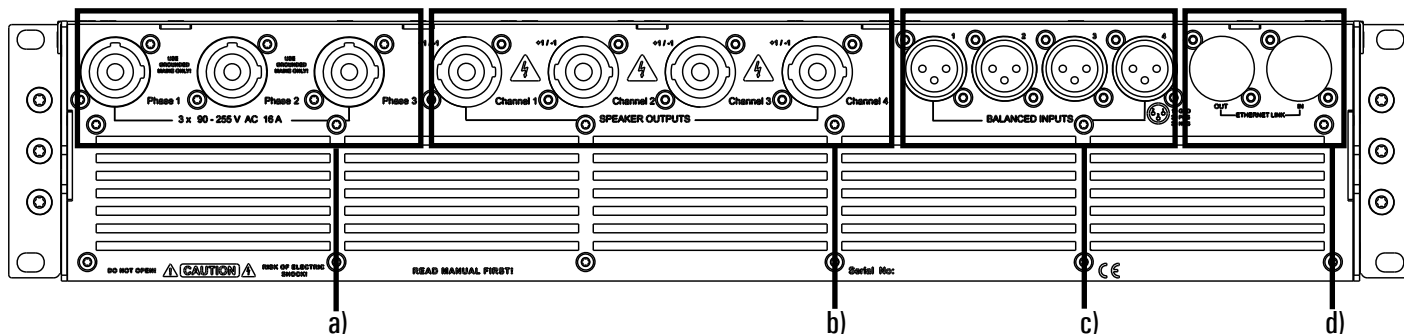 USE GROUNDED MAINS ONLY!
USE GROUNDED MAINS ONLY!
Phase 1
Phase 2
Phase 3
3 x 90 - 255 V AC 16 A
+1 / -1
+1 / -1
+1 / -1
Channel 1
Channel 2
Channel 3
Channel 4
SPEAKER OUTPUTS
1
2
3
4
BALANCED INPUTS
OUT
IN
ETHERNET LINK
DO NOT OPEN!
CAUTION
RISK OF ELECTRIC SHOCK!
READ MANUAL FIRST!
Serial No:
CE
a)
b)
c)
d)